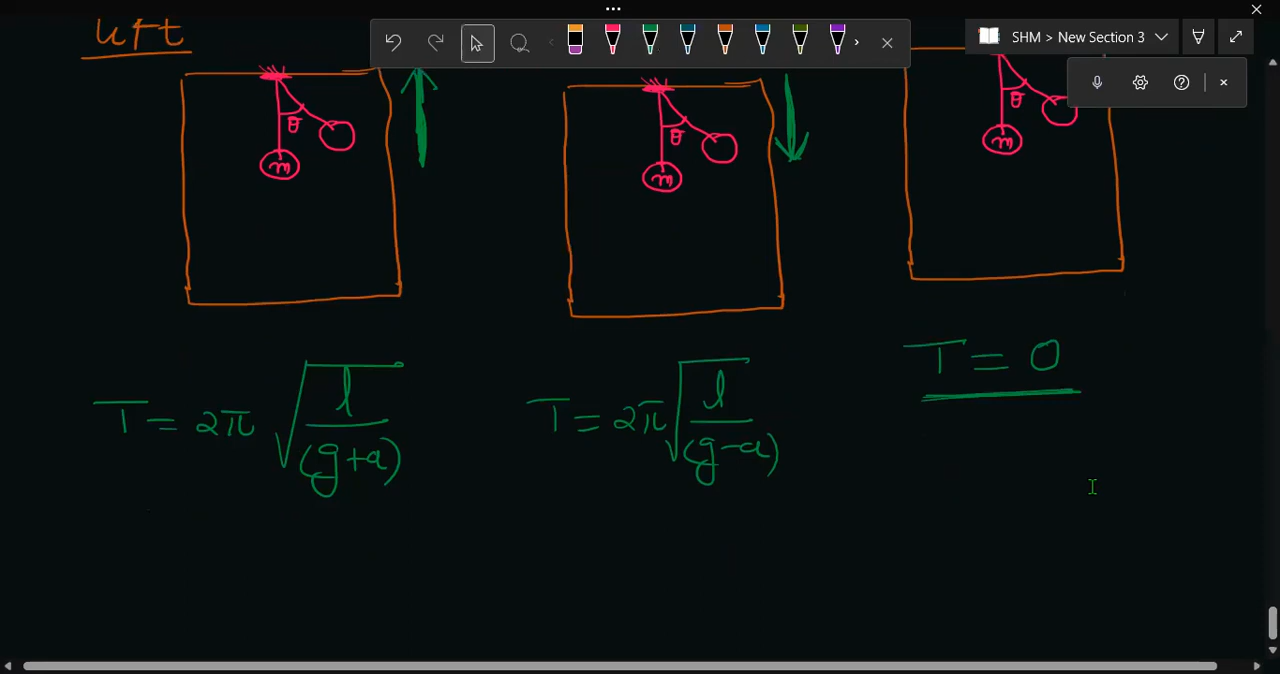 Lift
SHM > New Section 3
θ
m
θ
m
θ
m
T = 2π √(l/(g+a))
T = 2π √(l/(g-a))
T = 0